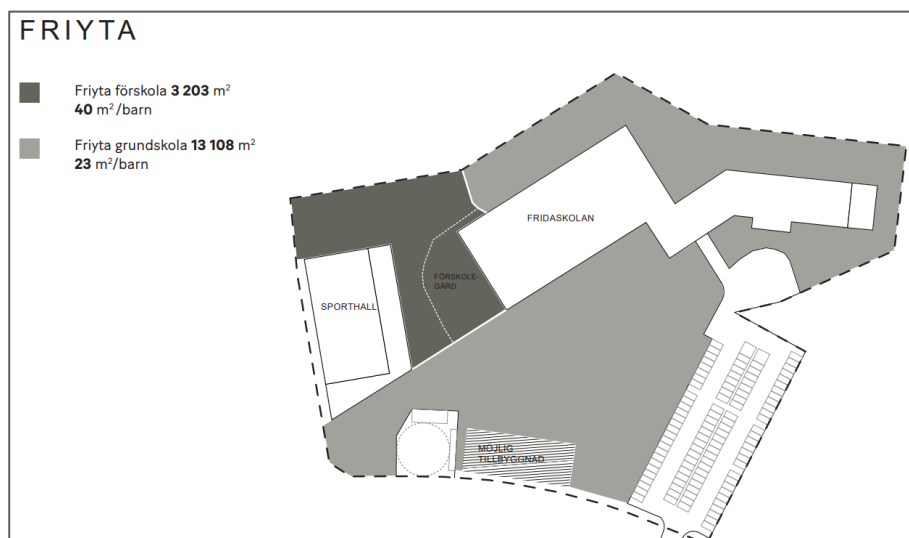 FRIYTA
Friyta förskola 3 203 m²
40 m²/barn
Friyta grundskola 13 108 m²
23 m²/barn
FRIDASKOLAN
FÖRSKOLE-
GÅRD
SPORTHALL
MÖJLIG
TILLBYGGNAD